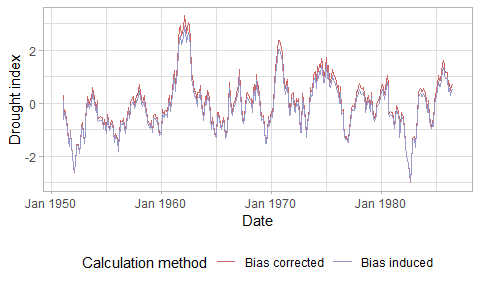 Drought index
2
0
-2
Jan 1950 Jan 1960 Jan 1970 Jan 1980
Date
Calculation method Bias corrected Bias induced